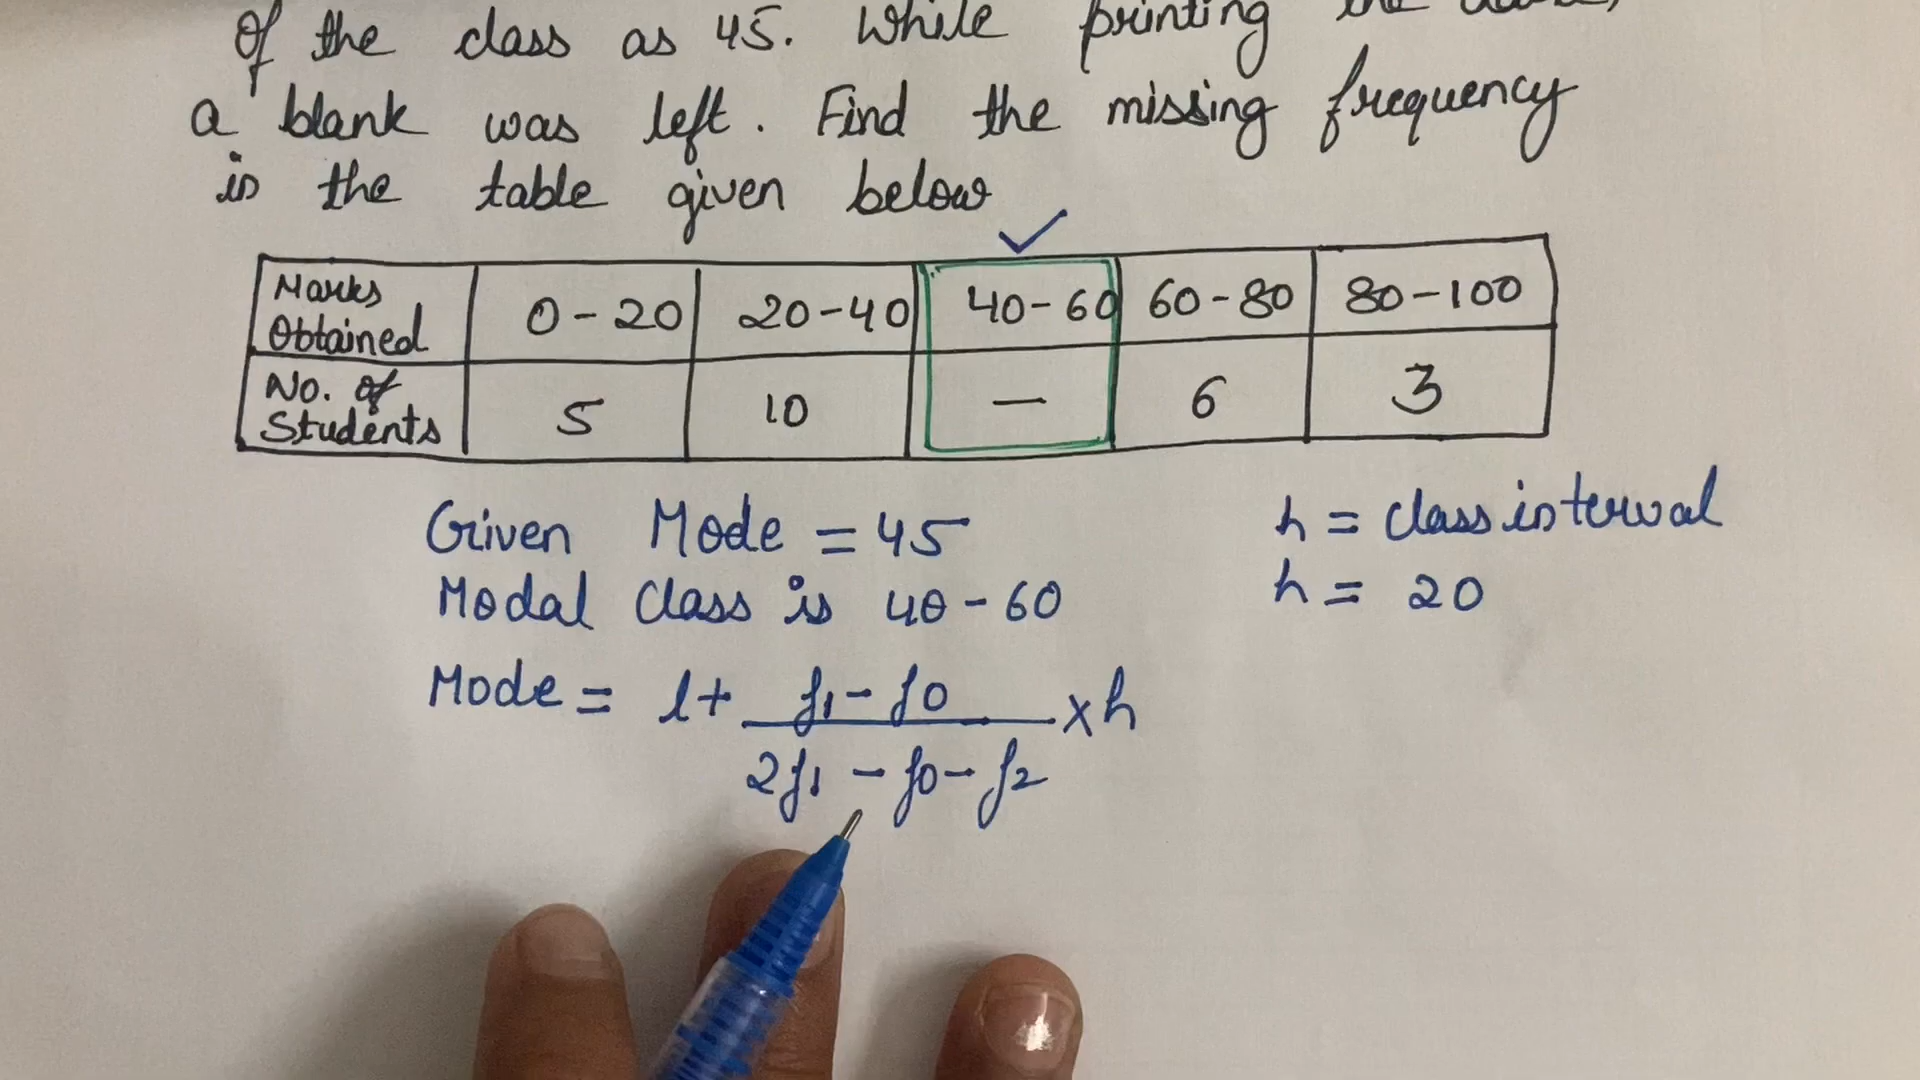 of the class as 45. While printing the
a blank was left. Find the missing frequency
is the table given below
Marks Obtained 0-20 20-40 40-60 60-80 80-100
No. of Students 5 10 — 6 3
Given Mode = 45
h = class interval
Modal class is 40-60
h = 20
Mode = l + f1 - f0 / 2f1 - f0 - f2 × h